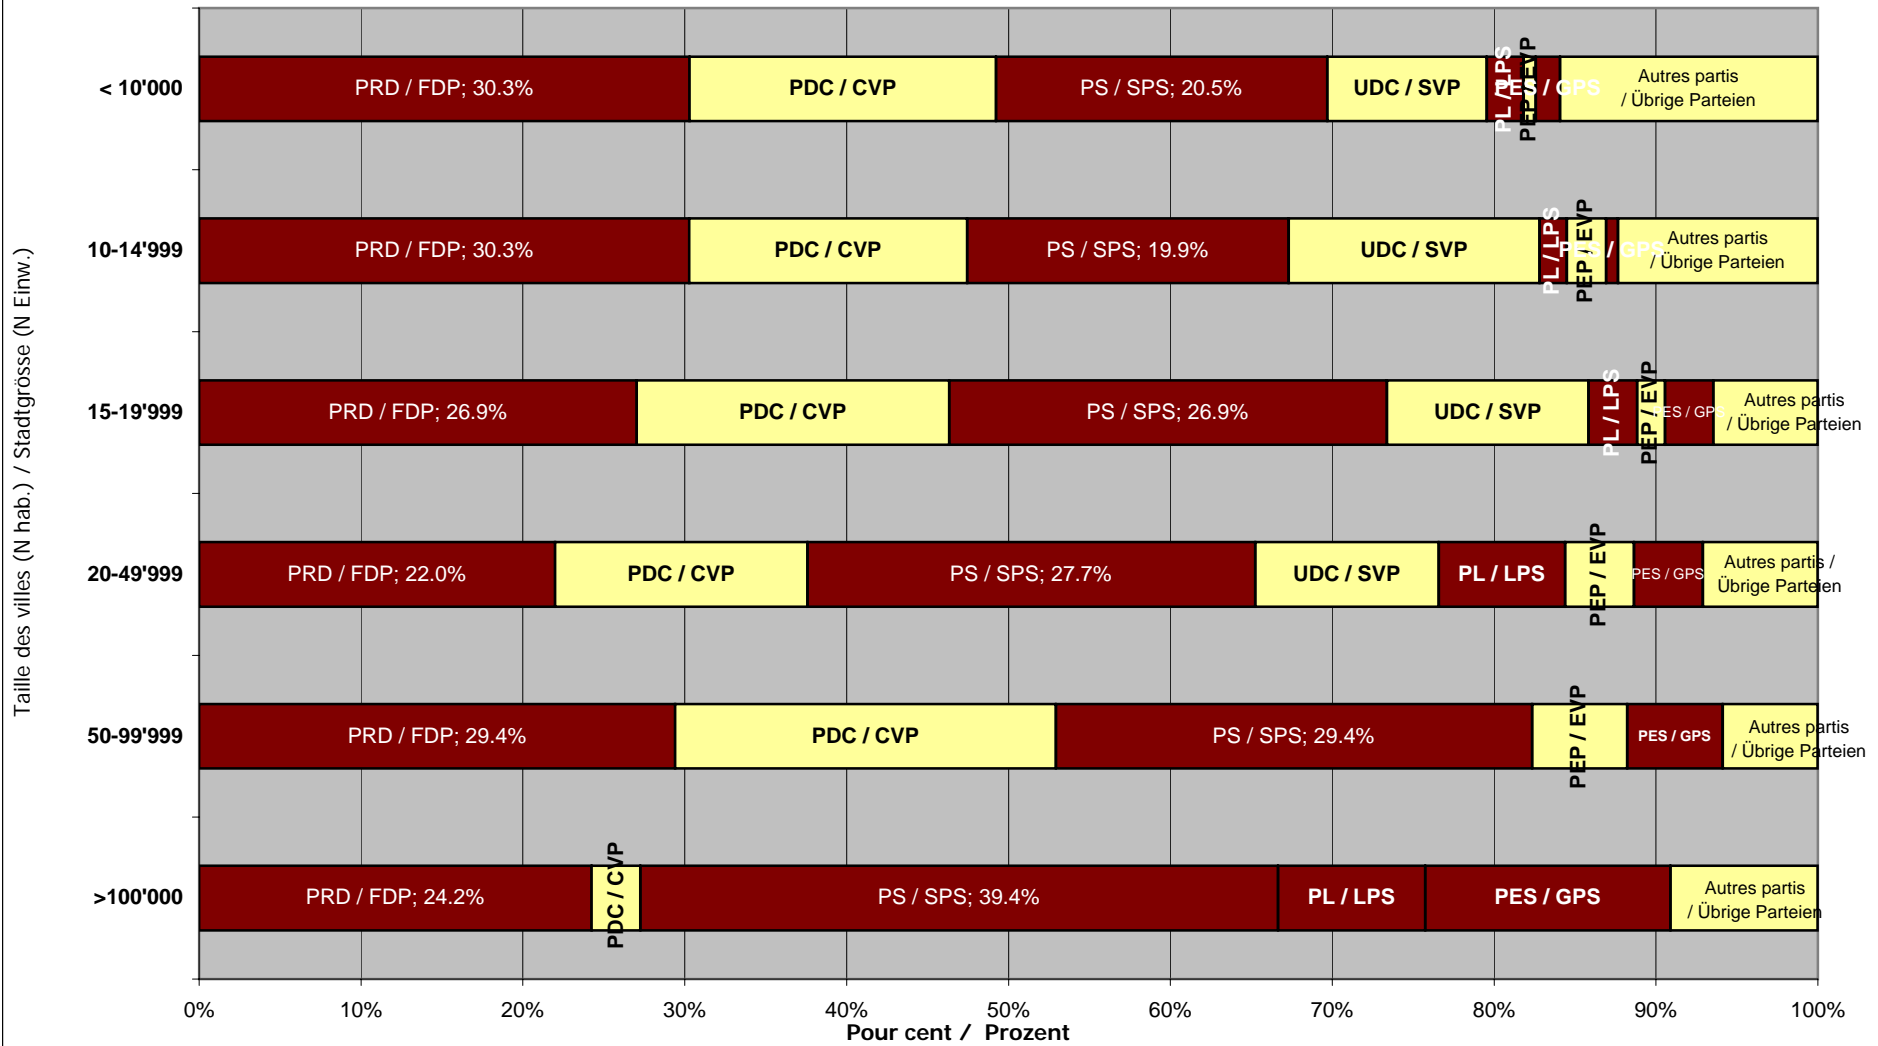 Taille des villes (N hab.) / Stadtgrösse (N Einw.)
< 10'000
PRD / FDP; 30.3%
PDC / CVP
PS / SPS; 20.5%
UDC / SVP
PL / LPS
PEP / EVP
PES / GPS
Autres partis
/ Übrige Parteien
10-14'999
PRD / FDP; 30.3%
PDC / CVP
PS / SPS; 19.9%
UDC / SVP
PL / LPS
PEP / EVP
PES / GPS
Autres partis
/ Übrige Parteien
15-19'999
PRD / FDP; 26.9%
PDC / CVP
PS / SPS; 26.9%
UDC / SVP
PL / LPS
PEP / EVP
PES / GPS
Autres partis
/ Übrige Parteien
20-49'999
PRD / FDP; 22.0%
PDC / CVP
PS / SPS; 27.7%
UDC / SVP
PL / LPS
PEP / EVP
PES / GPS
Autres partis /
Übrige Parteien
50-99'999
PRD / FDP; 29.4%
PDC / CVP
PS / SPS; 29.4%
PEP / EVP
PES / GPS
Autres partis
/ Übrige Parteien
>100'000
PRD / FDP; 24.2%
PDC / CVP
PS / SPS; 39.4%
PL / LPS
PES / GPS
Autres partis
/ Übrige Parteien
0% 10% 20% 30% 40% 50% 60% 70% 80% 90% 100%
Pour cent / Prozent